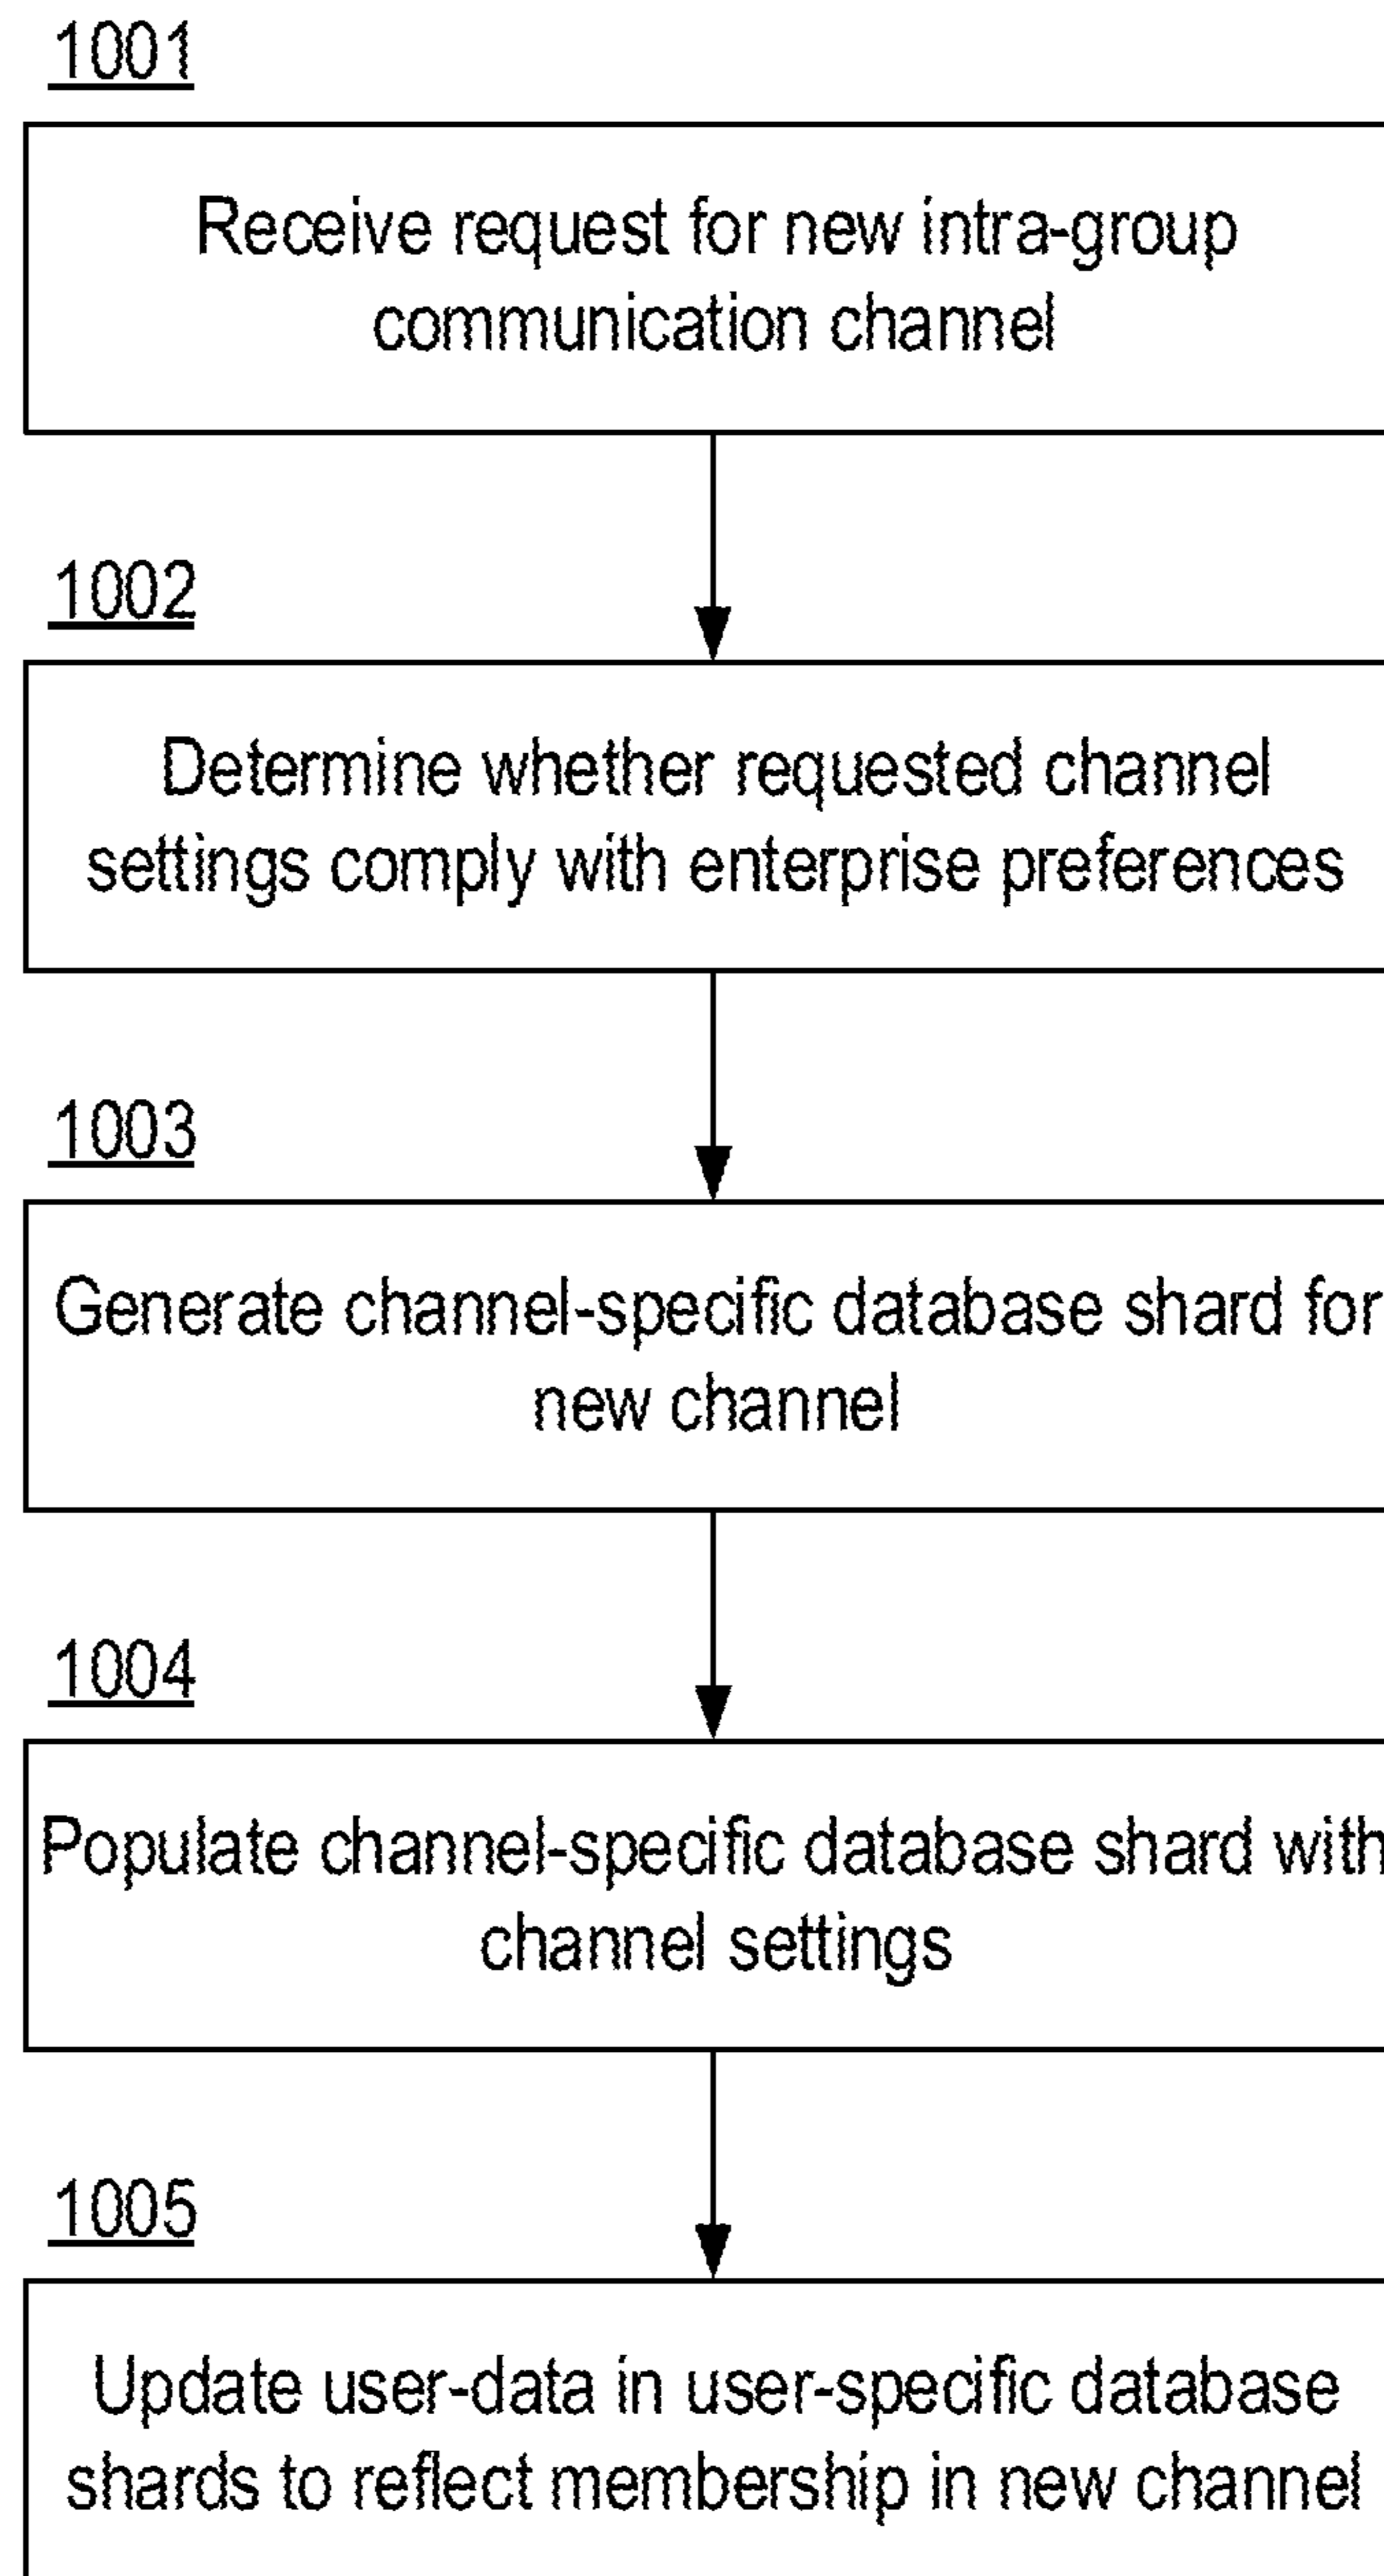 1001
Receive request for new intra-group
communication channel
1002
Determine whether requested channel
settings comply with enterprise preferences
1003
Generate channel-specific database shard for
new channel
1004
Populate channel-specific database shard with
channel settings
1005
Update user-data in user-specific database
shards to reflect membership in new channel